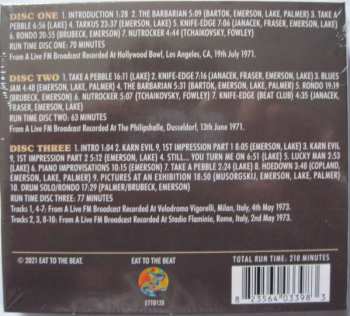 DISC ONE 1. INTRODUCTION 1:28 2. THE BARBARIAN 5:09 (BARTOK, EMERSON, LAKE, PALMER) 3. TAKE A
PEBBLE 6:56 (LAKE) 4. TARKUS 23:37 (EMERSON, LAKE) 5. KNIFE-EDGE 7:16 (JANACEK, FRASER, EMERSON, LAKE)
6. RONDO 20:55 (BRUBECK, EMERSON) 7. NUTROCKER 4:44 (TCHAIKOVSKY, FOWLEY)
RUN TIME DISC ONE: 70 MINUTES
From A Live FM Broadcast Recorded At Hollywood Bowl, Los Angeles, CA, 19th July 1971.
DISC TWO 1. TAKE A PEBBLE 16:11 (LAKE) 2. KNIFE-EDGE 7:06 (JANACEK, FRASER, EMERSON, LAKE) 3. BLUES
JAM 4:48 (EMERSON, LAKE, PALMER) 4. THE BARBARIAN 5:31 (BARTOK, EMERSON, LAKE, PALMER) 5. RONDO 19:19
(BRUBECK, EMERSON) 6. NUTROCKER 5:07 (TCHAIKOVSKY, FOWLEY) 7. KNIFE-EDGE (BEAT CLUB) 4:35 (JANACEK,
FRASER, EMERSON, LAKE)
RUN TIME DISC TWO: 63 MINUTES
From a Live FM Broadcast Recorded At the Philipshalle, Dusseldorf, 13th June 1971.
DISC THREE 1. INTRO 1:04 2. KARN EVIL 9, 1ST IMPRESSION PART 1 8:05 (EMERSON, LAKE) 3. KARN EVIL
9, 1ST IMPRESSION PART 2 5:12 (EMERSON, LAKE) 4. STILL... YOU TURN ME ON 6:51 (LAKE) 5. LUCKY MAN 2:53
(LAKE) 6. PIANO IMPROVISATIONS 10:15 (EMERSON) 7. TAKE A PEBBLE 2:24 (LAKE) 8. HOEDOWN 3:48 (COPLAND,
EMERSON, LAKE, PALMER) 9. PICTURES AT AN EXHIBITION 18:50 (MUSORGSKIJ, EMERSON, LAKE, PALMER)
10. DRUM SOLO/RONDO 17:29 (PALMER/BRUBECK, EMERSON)
RUN TIME DISC THREE: 77 MINUTES
Tracks 1, 4-7: From A Live FM Broadcast Recorded At Velodromo Vigorelli, Milan, Italy, 4th May 1973.
Tracks 2, 3, 8-10: From A Live FM Broadcast Recorded At Stadio Flaminio, Rome, Italy, 2nd May 1973.
© 2021 EAT TO THE BEAT.
EAT TO THE BEAT
TOTAL RUN TIME: 210 MINUTES
ETTB128
8 23564 03398 3